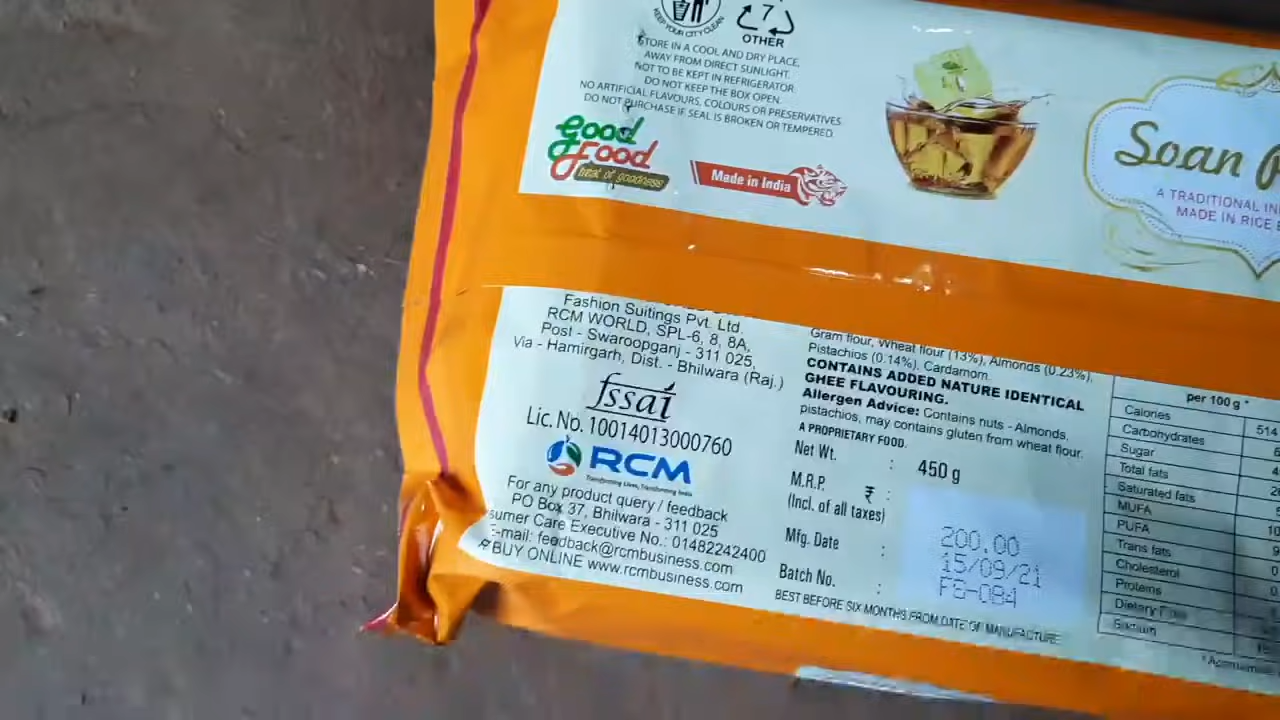 KEEP YOUR CITY CLEAN
7
OTHER
STORE IN A COOL AND DRY PLACE,
AWAY FROM DIRECT SUNLIGHT.
NOT TO BE KEPT IN REFRIGERATOR.
DO NOT KEEP THE BOX OPEN.
NO ARTIFICIAL FLAVOURS, COLOURS OR PRESERVATIVES
DO NOT PURCHASE IF SEAL IS BROKEN OR TEMPERED.
Good
Food
treat of goodness
Made in India
Soan
A TRADITIONAL
MADE IN RICE
Fashion Suitings Pvt. Ltd.
RCM WORLD, SPL-6, 8, 8A,
Post - Swaroopganj - 311 025,
Via - Hamirgarh, Dist. - Bhilwara (Raj.)
fssai
Lic. No. 10014013000760
RCM
Transforming Lives, Transforming India
For any product query / feedback
PO Box 37, Bhilwara - 311 025
sumer Care Executive No.: 01482242400
E-mail: feedback@rcmbusiness.com
BUY ONLINE www.rcmbusiness.com
Gram flour, Wheat flour (13%), Almonds (0.23%),
Pistachios (0.14%), Cardamom.
CONTAINS ADDED NATURE IDENTICAL
GHEE FLAVOURING.
Allergen Advice: Contains nuts - Almonds,
pistachios, may contains gluten from wheat flour.
A PROPRIETARY FOOD.
Net Wt. : 450 g
M.R.P. ₹ :
(Incl. of all taxes)
200.00
Mfg. Date : 15/09/21
Batch No. : FS-084
BEST BEFORE SIX MONTHS FROM DATE OF MANUFACTURE
per 100 g *
Calories 514
Carbohydrates
Sugar
Total fats
Saturated fats
MUFA
PUFA
Trans fats
Cholesterol
Proteins
Dietary
Sodium